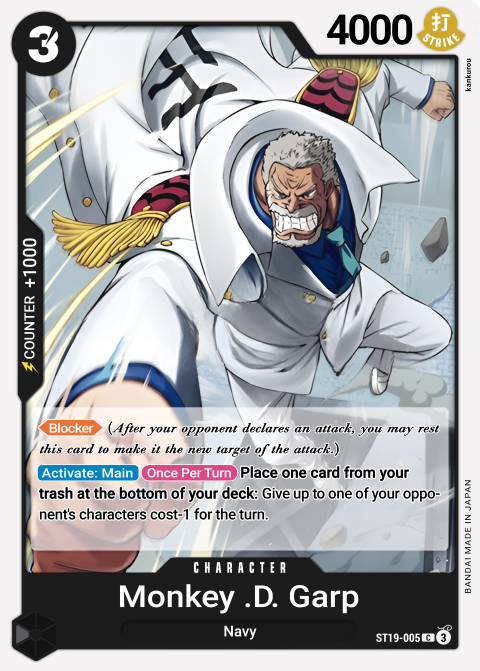 3
4000
打
STRIKE
kankurou
COUNTER +1000
Blocker (After your opponent declares an attack, you may rest
this card to make it the new target of the attack.)
Activate: Main Once Per Turn Place one card from your
trash at the bottom of your deck: Give up to one of your oppo-
nent's characters cost-1 for the turn.
BANDAI MADE IN JAPAN
CHARACTER
Monkey .D. Garp
Navy
ST19-005 C 3